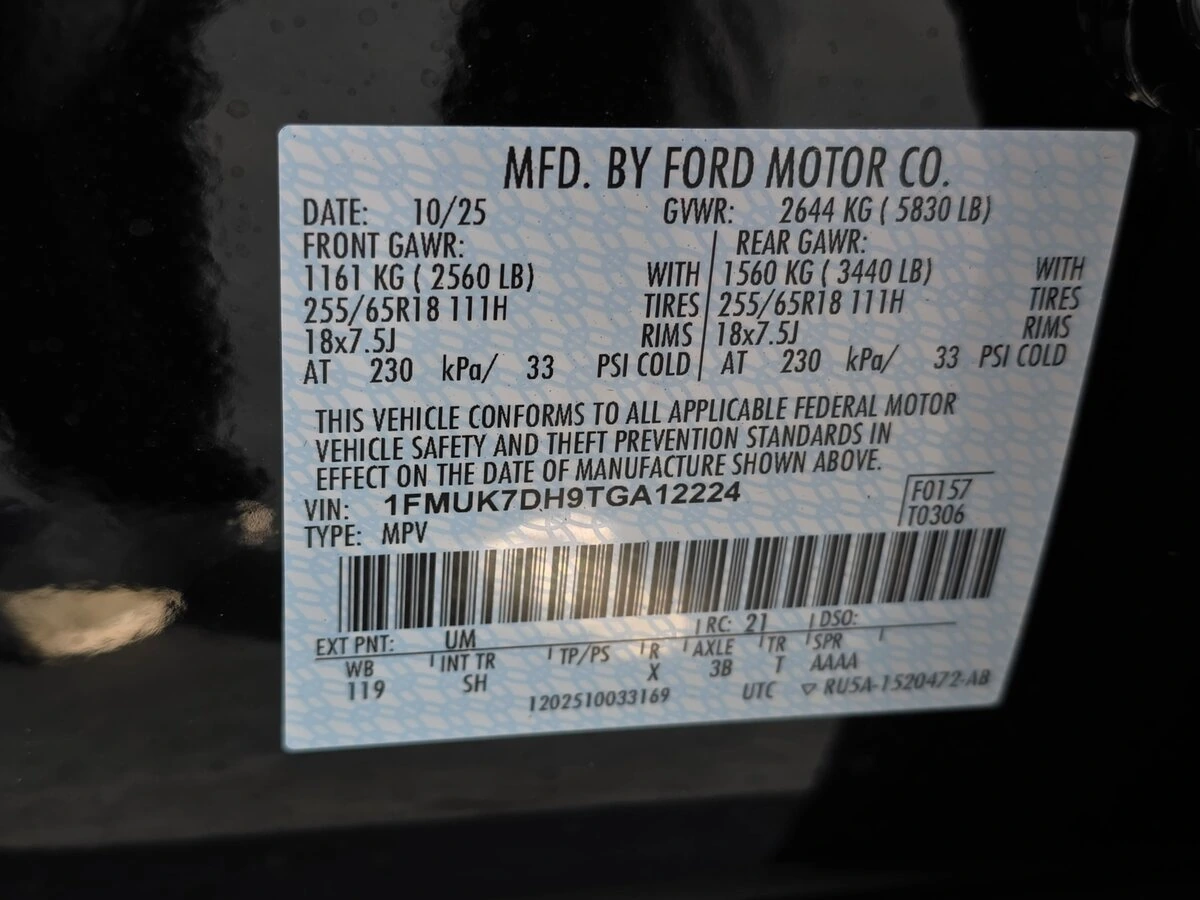 MFD. BY FORD MOTOR CO.
DATE: 10/25 GVWR: 2644 KG ( 5830 LB)
FRONT GAWR: REAR GAWR:
1161 KG ( 2560 LB) WITH 1560 KG ( 3440 LB) WITH
255/65R18 111H TIRES 255/65R18 111H TIRES
18x7.5J RIMS 18x7.5J RIMS
AT 230 kPa/ 33 PSI COLD AT 230 kPa/ 33 PSI COLD
THIS VEHICLE CONFORMS TO ALL APPLICABLE FEDERAL MOTOR
VEHICLE SAFETY AND THEFT PREVENTION STANDARDS IN
EFFECT ON THE DATE OF MANUFACTURE SHOWN ABOVE.
VIN: 1FMUK7DH9TGA12224 F0157
TYPE: MPV T0306
EXT PNT: UM RC: 21 DSO:
WB INT TR TP/PS R AXLE TR SPR
119 SH X 3B T AAAA
1202510033169 UTC ▽ RU5A-1520472-AB